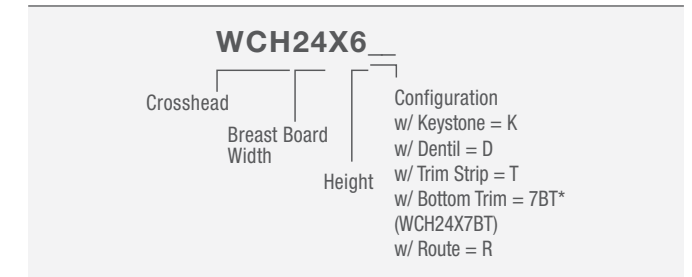 WCH24X6__
Crosshead
Breast Board
Width
Height
Configuration
w/ Keystone = K
w/ Dentil = D
w/ Trim Strip = T
w/ Bottom Trim = 7BT*
(WCH24X7BT)
w/ Route = R